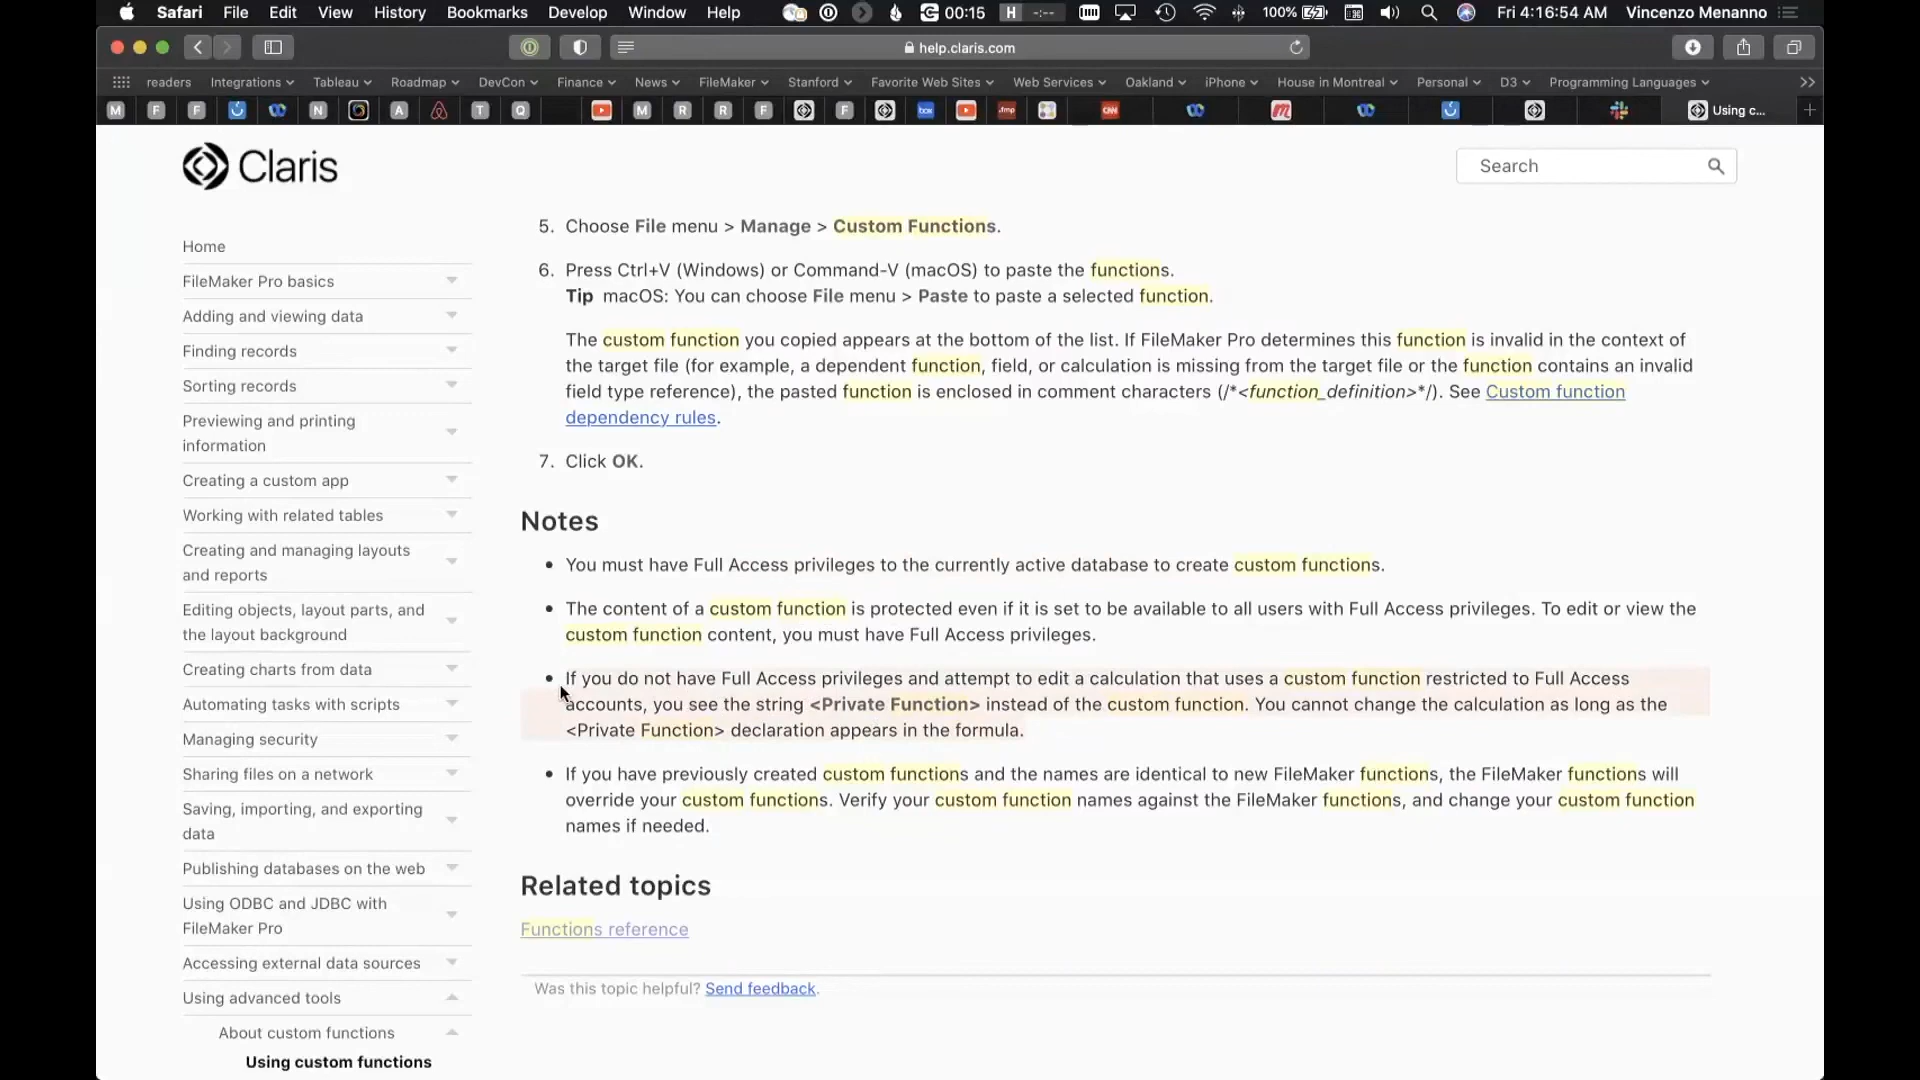 Safari File Edit View History Bookmarks Develop Window Help 00:15 H -:-- 100% Fri 4:16:54 AM Vincenzo Menanno
help.claris.com
readers Integrations Tableau Roadmap DevCon Finance News FileMaker Stanford Favorite Web Sites Web Services Oakland iPhone House in Montreal Personal D3 Programming Languages
M F F N A T Q M R R F F box .fmp CNN Using c...
Claris
Search
Home
FileMaker Pro basics
Adding and viewing data
Finding records
Sorting records
Previewing and printing
information
Creating a custom app
Working with related tables
Creating and managing layouts
and reports
Editing objects, layout parts, and
the layout background
Creating charts from data
Automating tasks with scripts
Managing security
Sharing files on a network
Saving, importing, and exporting
data
Publishing databases on the web
Using ODBC and JDBC with
FileMaker Pro
Accessing external data sources
Using advanced tools
About custom functions
Using custom functions
5. Choose File menu > Manage > Custom Functions.
6. Press Ctrl+V (Windows) or Command-V (macOS) to paste the functions.
Tip macOS: You can choose File menu > Paste to paste a selected function.
The custom function you copied appears at the bottom of the list. If FileMaker Pro determines this function is invalid in the context of
the target file (for example, a dependent function, field, or calculation is missing from the target file or the function contains an invalid
field type reference), the pasted function is enclosed in comment characters (/*<function_definition>*/). See Custom function
dependency rules.
7. Click OK.
Notes
• You must have Full Access privileges to the currently active database to create custom functions.
• The content of a custom function is protected even if it is set to be available to all users with Full Access privileges. To edit or view the
custom function content, you must have Full Access privileges.
• If you do not have Full Access privileges and attempt to edit a calculation that uses a custom function restricted to Full Access
accounts, you see the string <Private Function> instead of the custom function. You cannot change the calculation as long as the
<Private Function> declaration appears in the formula.
• If you have previously created custom functions and the names are identical to new FileMaker functions, the FileMaker functions will
override your custom functions. Verify your custom function names against the FileMaker functions, and change your custom function
names if needed.
Related topics
Functions reference
Was this topic helpful? Send feedback.